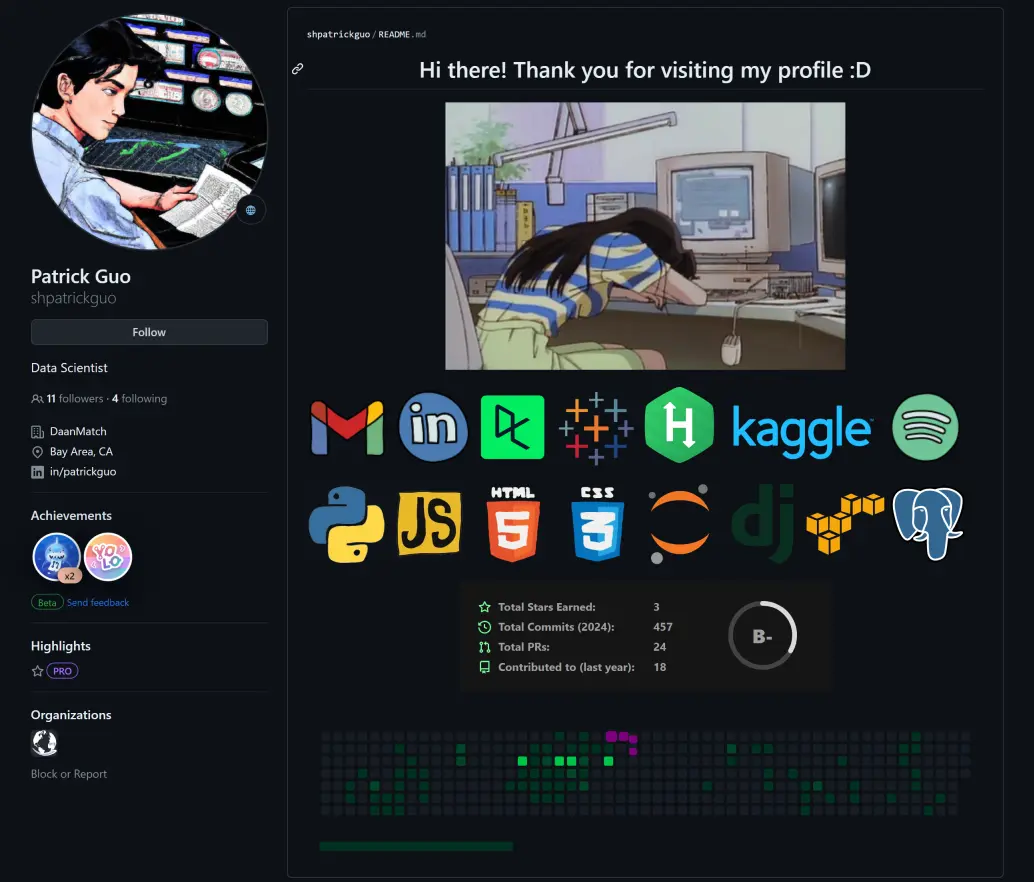 Patrick Guo
shpatrickguo
Follow
Data Scientist
11 followers · 4 following
DaanMatch
Bay Area, CA
in/patrickguo
Achievements
x2
YOLO
Beta Send feedback
Highlights
PRO
Organizations
Block or Report
shpatrickguo/README.md
Hi there! Thank you for visiting my profile :D
in
H
kaggle
JS
HTML
5
CSS
3
dj
Total Stars Earned: 3
Total Commits (2024): 457
Total PRs: 24
Contributed to (last year): 18
B-